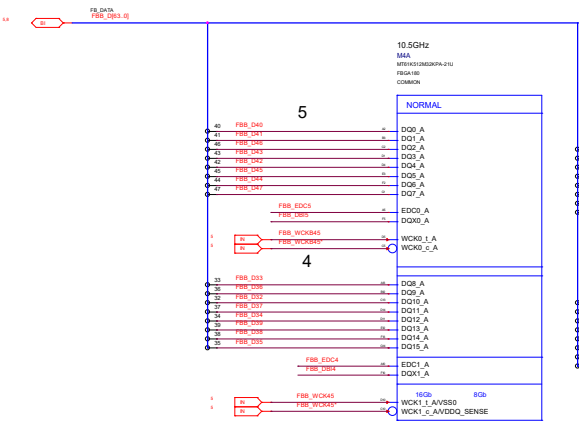 FB_DATA
FBB_D[63..0]
BI
10.5GHz
M4A
MT61K512M32KPA-21U
FBGA180
COMMON
NORMAL
5
40 FBB_D40 DQ0_A
41 FBB_D41 DQ1_A
46 FBB_D46 DQ2_A
43 FBB_D43 DQ3_A
42 FBB_D42 DQ4_A
45 FBB_D45 DQ5_A
44 FBB_D44 DQ6_A
47 FBB_D47 DQ7_A
FBB_EDC5 EDC0_A
FBB_DBI5 DQX0_A
IN FBB_WCKB45 WCK0_t_A
IN FBB_WCKB45* WCK0_c_A
4
33 FBB_D33 DQ8_A
36 FBB_D36 DQ9_A
32 FBB_D32 DQ10_A
37 FBB_D37 DQ11_A
34 FBB_D34 DQ12_A
39 FBB_D39 DQ13_A
38 FBB_D38 DQ14_A
35 FBB_D35 DQ15_A
FBB_EDC4 EDC1_A
FBB_DBI4 DQX1_A
16Gb 8Gb
IN FBB_WCK45 WCK1_t_A/VSS0
IN FBB_WCK45* WCK1_c_A/VDDQ_SENSE